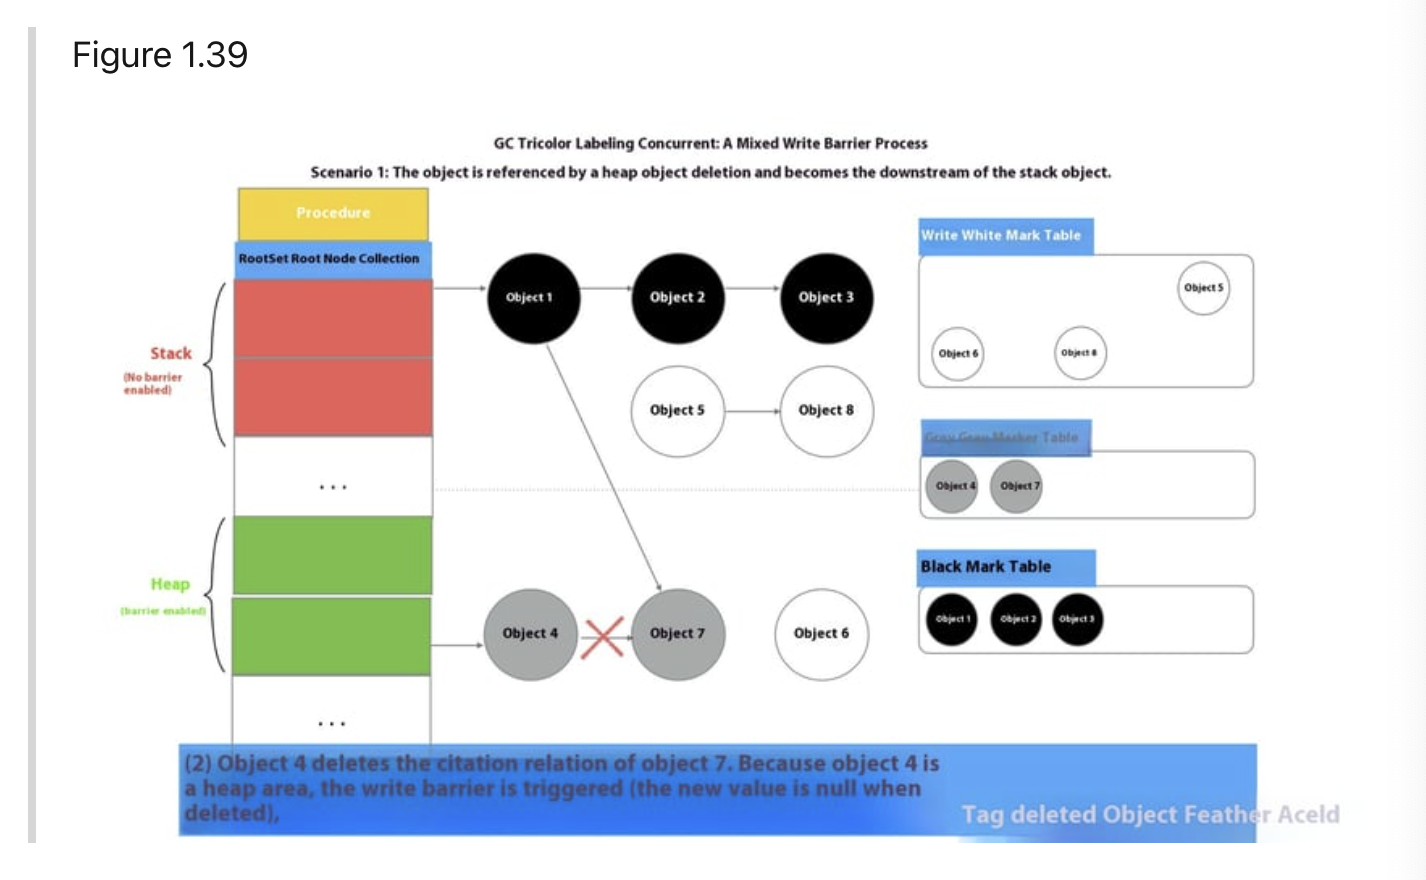 Figure 1.39
GC Tricolor Labeling Concurrent: A Mixed Write Barrier Process
Scenario 1: The object is referenced by a heap object deletion and becomes the downstream of the stack object.
Procedure
RootSet Root Node Collection
Stack
(No barrier
enabled)
...
Heap
(barrier enabled)
...
Object 1
Object 2
Object 3
Object 5
Object 8
Object 4
Object 7
Object 6
Write White Mark Table
Object 5
Object 6
Object 8
Gray Gray Marker Table
Object 4
Object 7
Black Mark Table
Object 1
Object 2
Object 3
(2) Object 4 deletes the citation relation of object 7. Because object 4 is
a heap area, the write barrier is triggered (the new value is null when
deleted),
Tag deleted Object Feather Aceld